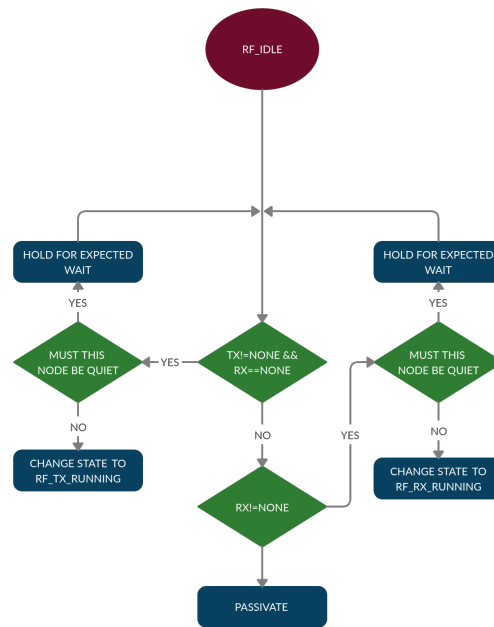 RF_IDLE
HOLD FOR EXPECTED
WAIT
HOLD FOR EXPECTED
WAIT
YES
YES
MUST THIS
NODE BE QUIET
YES
TX!=NONE &&
RX==NONE
MUST THIS
NODE BE QUIET
NO
NO
YES
NO
CHANGE STATE TO
RF_TX_RUNNING
CHANGE STATE TO
RF_RX_RUNNING
RX!=NONE
PASSIVATE